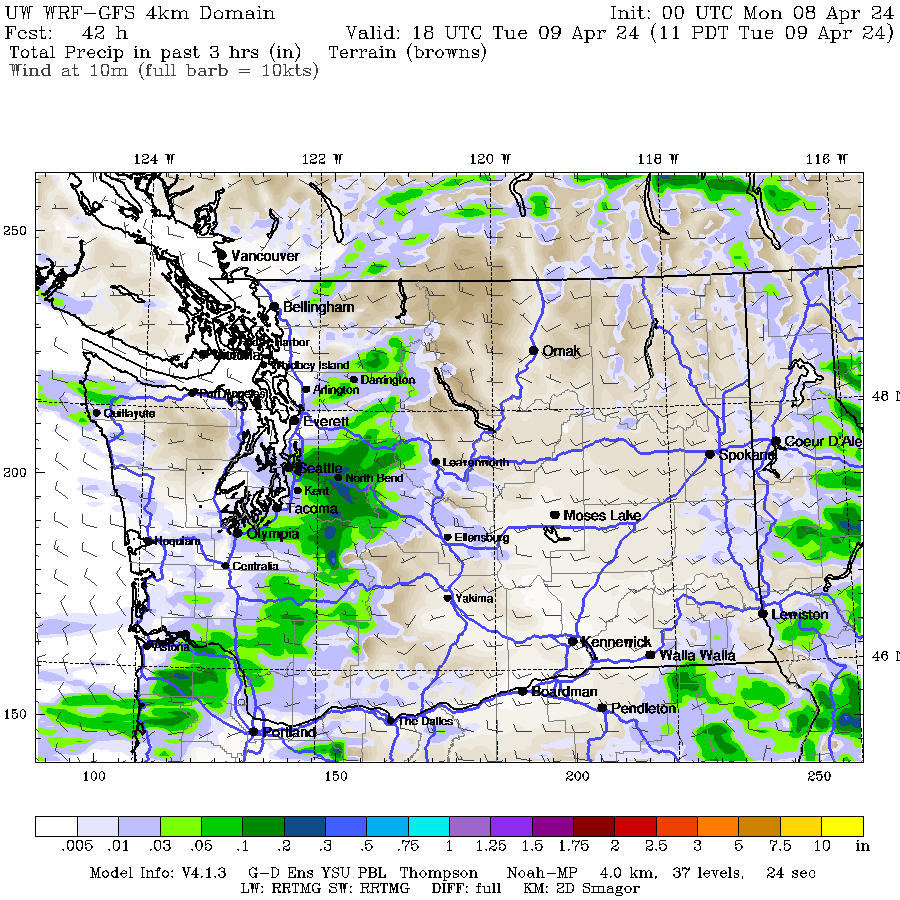 UW WRF-GFS 4km Domain Init: 00 UTC Mon 08 Apr 24
Fcst: 42 h Valid: 18 UTC Tue 09 Apr 24 (11 PDT Tue 09 Apr 24)
Total Precip in past 3 hrs (in) Terrain (browns)
Wind at 10m (full barb = 10kts)
124 W 122 W 120 W 118 W 116 W
250
Vancouver
Bellingham
Harbor
Omak
Whidbey Island
Darrington
Arlington
Port Angeles
48 N
Quillayute
Everett
Coeur D'Ale
Spokane
Leavenworth
200
Seattle
North Bend
Kent
Tacoma
Moses Lake
Olympia
Ellensburg
Hoquiam
Centralia
Yakima
Lewiston
Kennewick
Astoria
Walla Walla
46 N
Boardman
Pendleton
150
The Dalles
Portland
100 150 200 250
.005 .01 .03 .05 .1 .2 .3 .5 .75 1 1.25 1.5 1.75 2 2.5 3 5 7.5 10 in
Model Info: V4.1.3 G-D Ens YSU PBL Thompson Noah-MP 4.0 km, 37 levels, 24 sec
LW: RRTMG SW: RRTMG DIFF: full KM: 2D Smagor